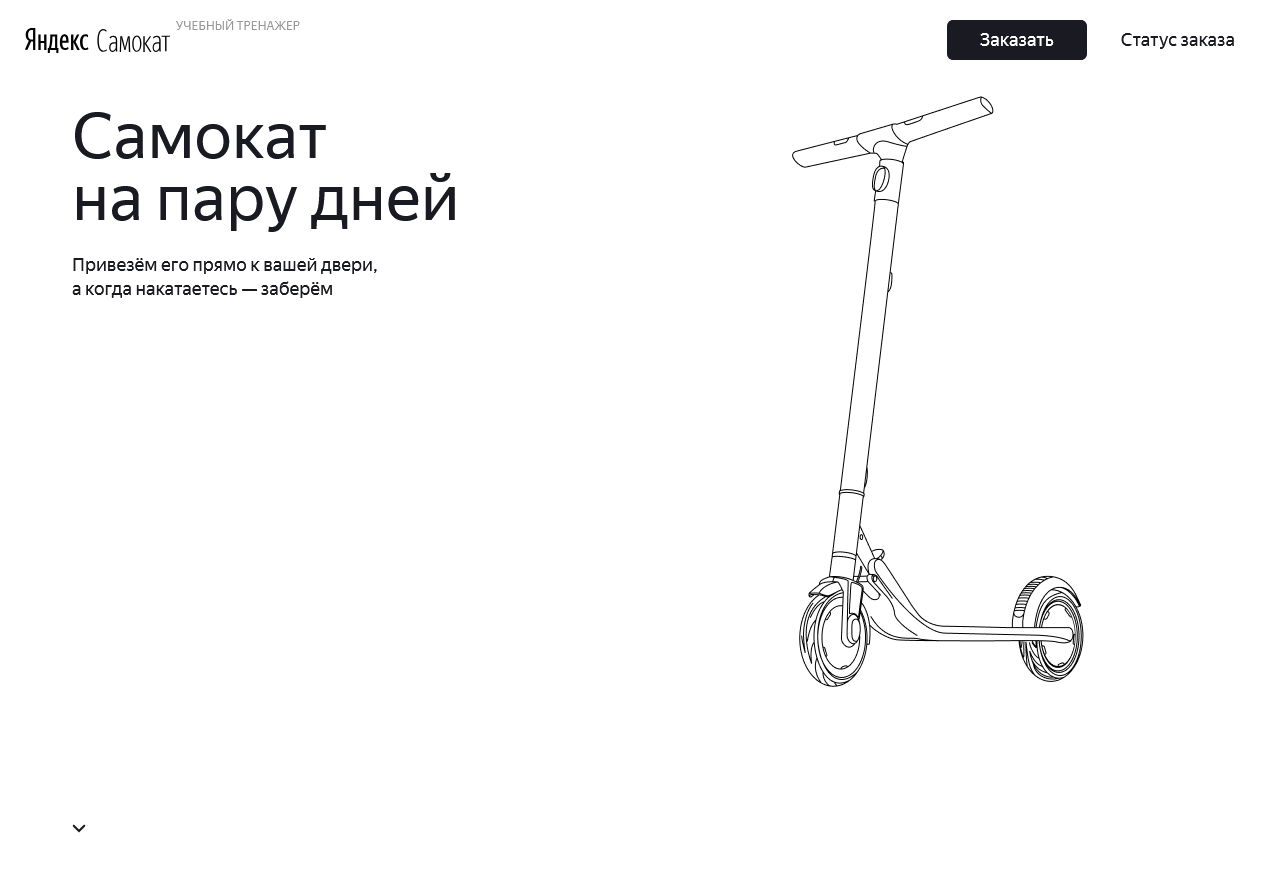 Яндекс Самокат УЧЕБНЫЙ ТРЕНАЖЕР
Заказать
Статус заказа
Самокат
на пару дней
Привезём его прямо к вашей двери,
а когда накатаетесь — заберём